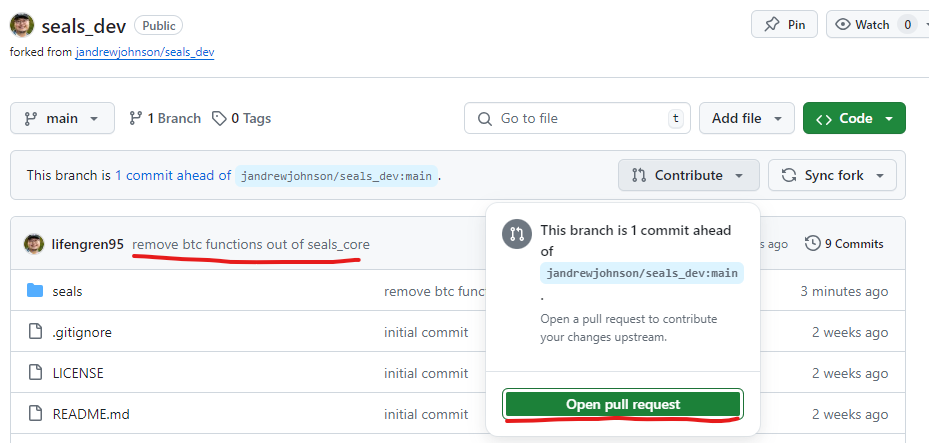 seals_dev Public Pin Watch 0
forked from jandrewjohnson/seals_dev
main 1 Branch 0 Tags Go to file t Add file Code
This branch is 1 commit ahead of jandrewjohnson/seals_dev:main . Contribute Sync fork
lifengren95 remove btc functions out of seals_core ago 9 Commits
This branch is 1 commit ahead
of
jandrewjohnson/seals_dev:main
.
Open a pull request to contribute
your changes upstream.
Open pull request
seals remove btc 3 minutes ago
.gitignore initial commit 2 weeks ago
LICENSE initial commit 2 weeks ago
README.md initial commit 2 weeks ago